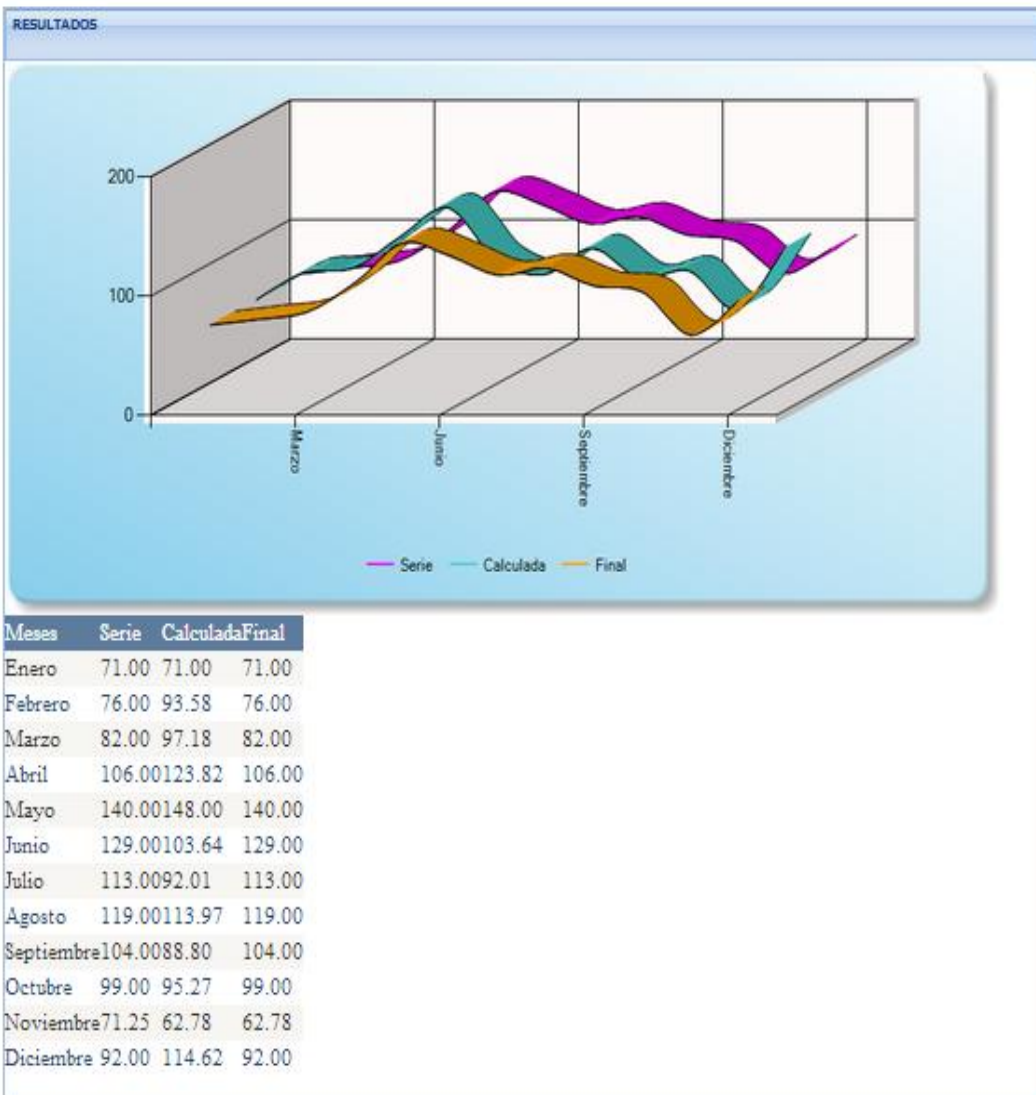 RESULTADOS
200
100
0
Marzo
Junio
Septiembre
Diciembre
Serie Calculada Final
Meses Serie Calculada Final
Enero 71.00 71.00 71.00
Febrero 76.00 93.58 76.00
Marzo 82.00 97.18 82.00
Abril 106.00 123.82 106.00
Mayo 140.00 148.00 140.00
Junio 129.00 103.64 129.00
Julio 113.00 92.01 113.00
Agosto 119.00 113.97 119.00
Septiembre 104.00 88.80 104.00
Octubre 99.00 95.27 99.00
Noviembre 71.25 62.78 62.78
Diciembre 92.00 114.62 92.00